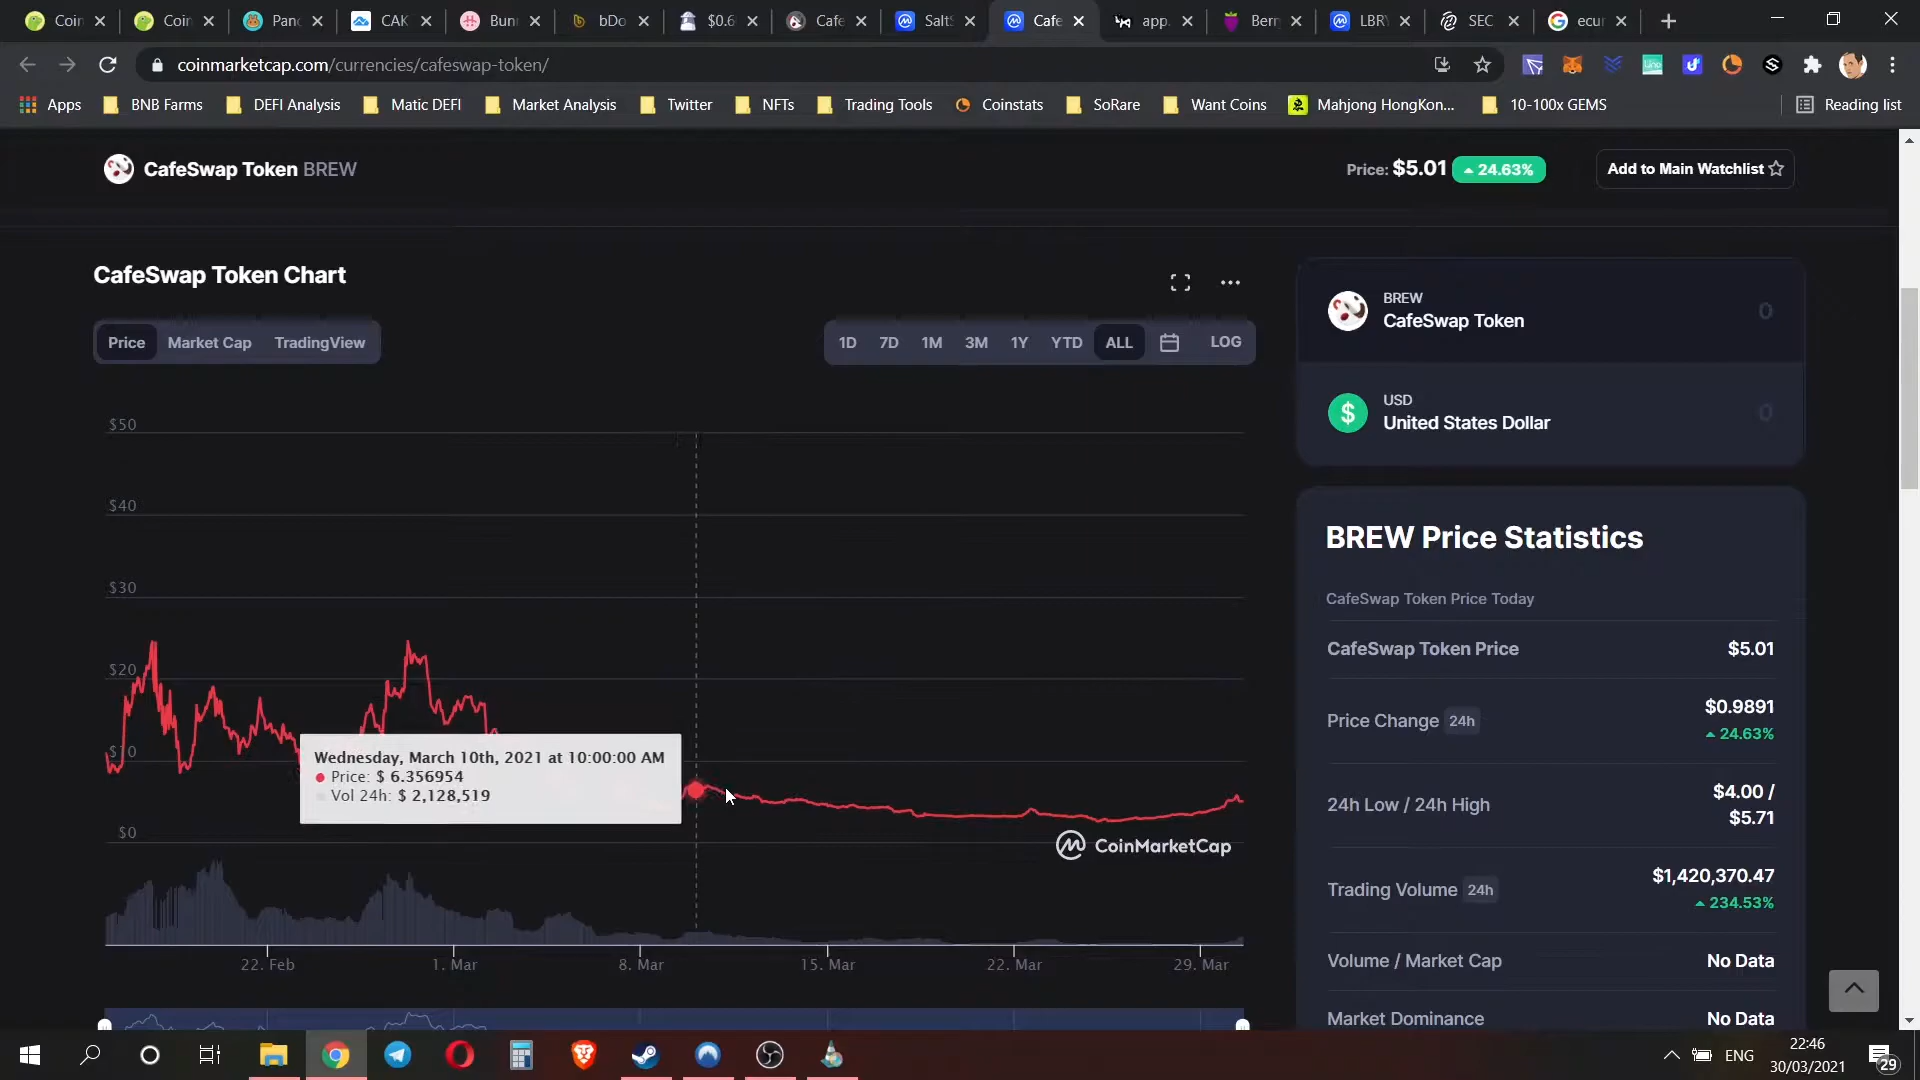 Coin
Coin
Panc
CAK
Bunn
bDo
$0.6
Cafe
SaltS
Cafe
app.
Berr
LBRY
SEC
ecur
coinmarketcap.com/currencies/cafeswap-token/
Apps
BNB Farms
DEFI Analysis
Matic DEFI
Market Analysis
Twitter
NFTs
Trading Tools
Coinstats
SoRare
Want Coins
Mahjong HongKon...
10-100x GEMS
Reading list
CafeSwap Token BREW
Price: $5.01 24.63%
Add to Main Watchlist
CafeSwap Token Chart
Price
Market Cap
TradingView
1D
7D
1M
3M
1Y
YTD
ALL
LOG
$50
$40
$30
$20
$10
$0
Wednesday, March 10th, 2021 at 10:00:00 AM
Price: $ 6.356954
Vol 24h: $ 2,128,519
CoinMarketCap
22. Feb
1. Mar
8. Mar
15. Mar
22. Mar
29. Mar
BREW
CafeSwap Token
0
USD
United States Dollar
0
BREW Price Statistics
CafeSwap Token Price Today
CafeSwap Token Price
$5.01
Price Change 24h
$0.9891
24.63%
24h Low / 24h High
$4.00 /
$5.71
Trading Volume 24h
$1,420,370.47
234.53%
Volume / Market Cap
No Data
Market Dominance
No Data
ENG
22:46
30/03/2021
29